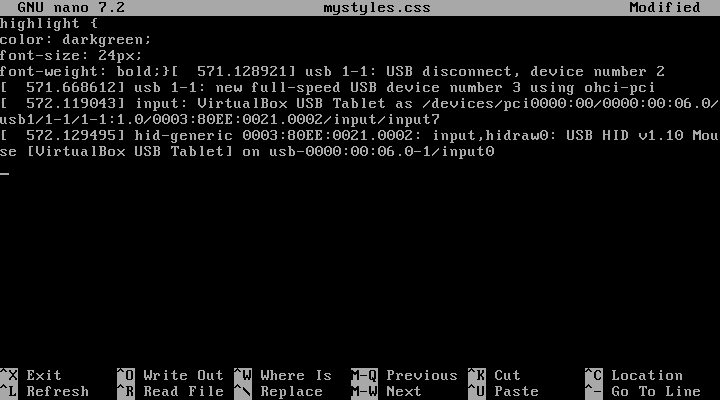 GNU nano 7.2 mystyles.css Modified
highlight {
color: darkgreen;
font-size: 24px;
font-weight: bold;}[  571.128921] usb 1-1: USB disconnect, device number 2
[  571.668612] usb 1-1: new full-speed USB device number 3 using ohci-pci
[  572.119043] input: VirtualBox USB Tablet as /devices/pci0000:00/0000:00:06.0/
usb1/1-1/1-1:1.0/0003:80EE:0021.0002/input/input7
[  572.129495] hid-generic 0003:80EE:0021.0002: input,hidraw0: USB HID v1.10 Mou
se [VirtualBox USB Tablet] on usb-0000:00:06.0-1/input0
^X Exit ^O Write Out ^W Where Is M-Q Previous ^K Cut ^C Location
^L Refresh ^R Read File ^\ Replace M-W Next ^U Paste ^- Go To Line